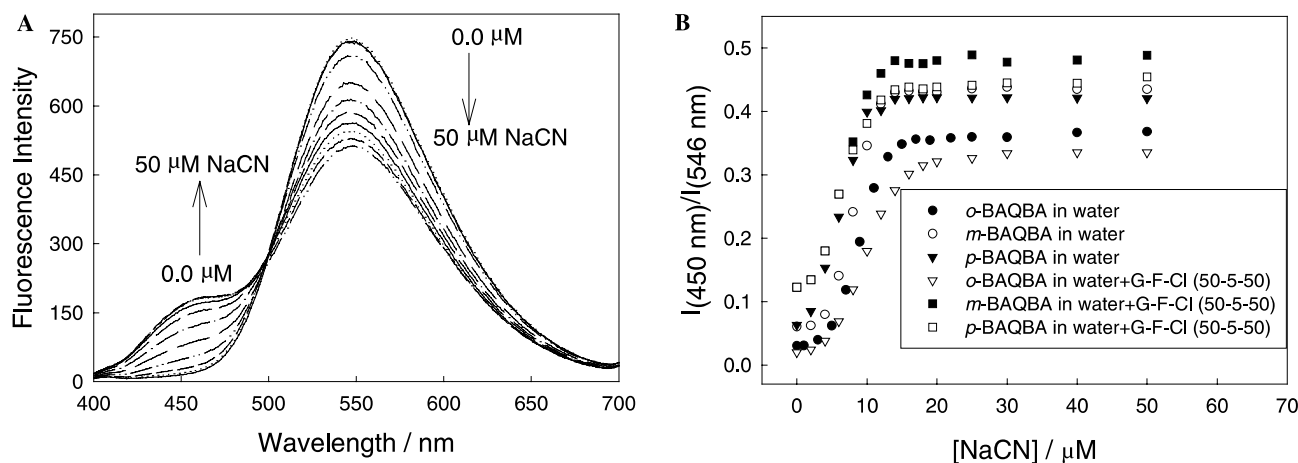 A
Fluorescence Intensity
750
600
450
300
150
0
0.0 µM
50 µM NaCN
50 µM NaCN
0.0 µM
400 450 500 550 600 650 700
Wavelength / nm
B
I(450 nm)/I(546 nm)
0.5
0.4
0.3
0.2
0.1
0.0
o-BAQBA in water
m-BAQBA in water
p-BAQBA in water
o-BAQBA in water+G-F-Cl (50-5-50)
m-BAQBA in water+G-F-Cl (50-5-50)
p-BAQBA in water+G-F-Cl (50-5-50)
0 10 20 30 40 50 60 70
[NaCN] / µM